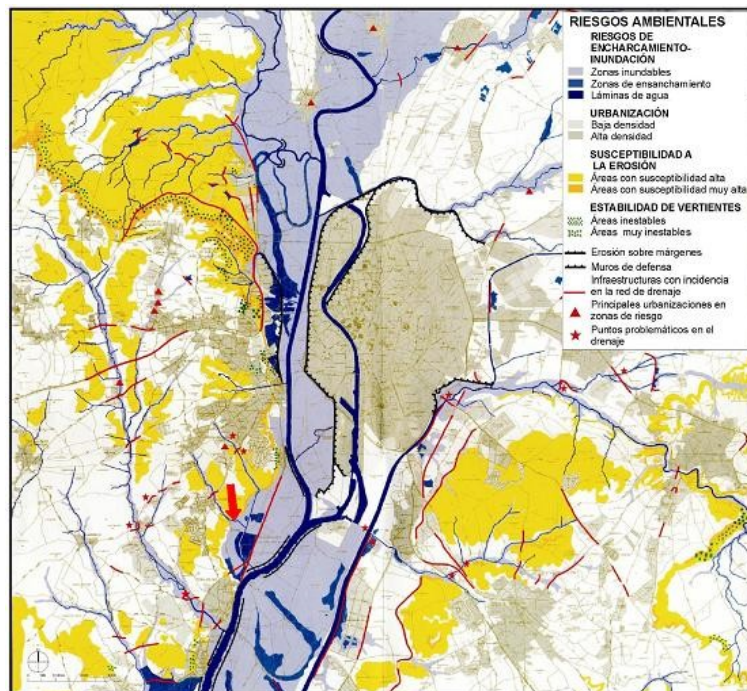 RIESGOS AMBIENTALES
RIESGOS DE
ENCHARCAMIENTO-
INUNDACIÓN
Zonas inundables
Zonas de ensanchamiento
Láminas de agua
URBANIZACIÓN
Baja densidad
Alta densidad
SUSCEPTIBILIDAD A
LA EROSIÓN
Áreas con susceptibilidad alta
Áreas con susceptibilidad muy alta
ESTABILIDAD DE VERTIENTES
Áreas inestables
Áreas muy inestables
Erosión sobre márgenes
Muros de defensa
Infraestructuras con incidencia
en la red de drenaje
Principales urbanizaciones en
zonas de riesgo
Puntos problemáticos en el
drenaje